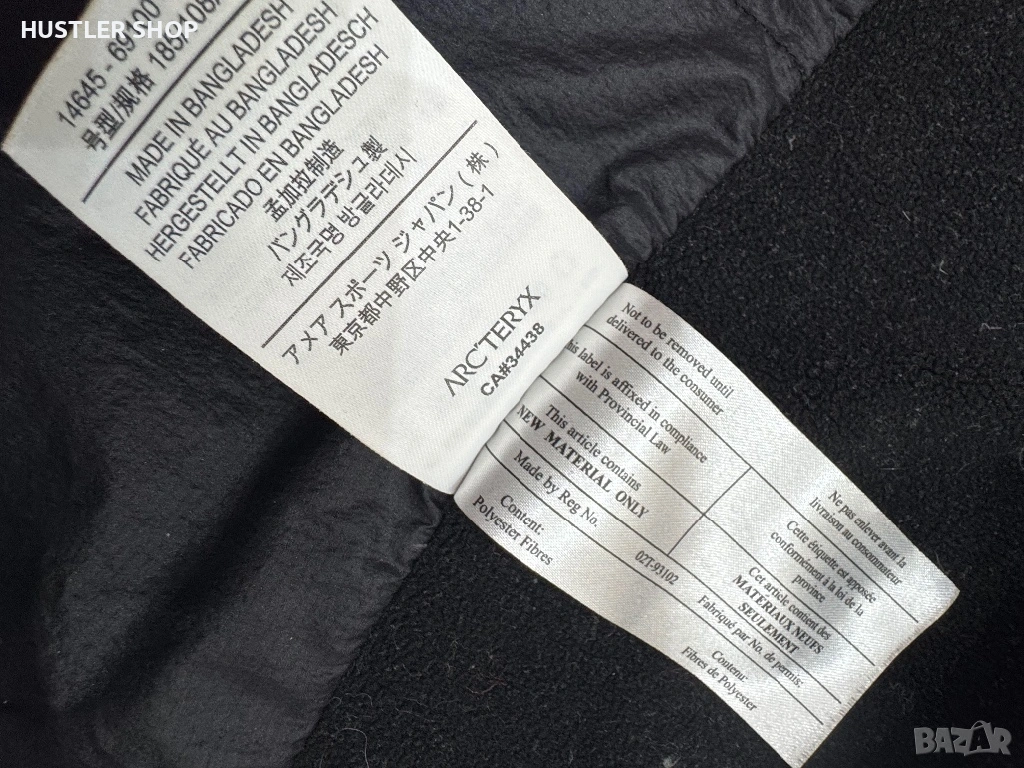 HUSTLER SHOP
14645 - 69100
号型/规格 185/108A
MADE IN BANGLADESH
FABRIQUÉ AU BANGLADESH
HERGESTELLT IN BANGLADESCH
FABRICADO EN BANGLADESH
孟加拉制造
バングラデシュ製
제조국명 방글라데시
アメア スポーツ ジャパン (株)
東京都中野区中央1-38-1
ARC'TERYX
CA#34438
Not to be removed until
delivered to the consumer
This label is affixed in compliance
with Provincial Law
This article contains
NEW MATERIAL ONLY
Made by Reg No.
02T-93/02
Content:
Polyester Fibres
Ne pas enlever avant la
livraison au consommateur
Cette étiquette est apposée
conformément à la loi de la
province
Cet article contient des
MATERIAUX NEUFS
SEULEMENT
Fabriqué par No. de permis:
Contenu:
Fibres de Polyester
BAZAR